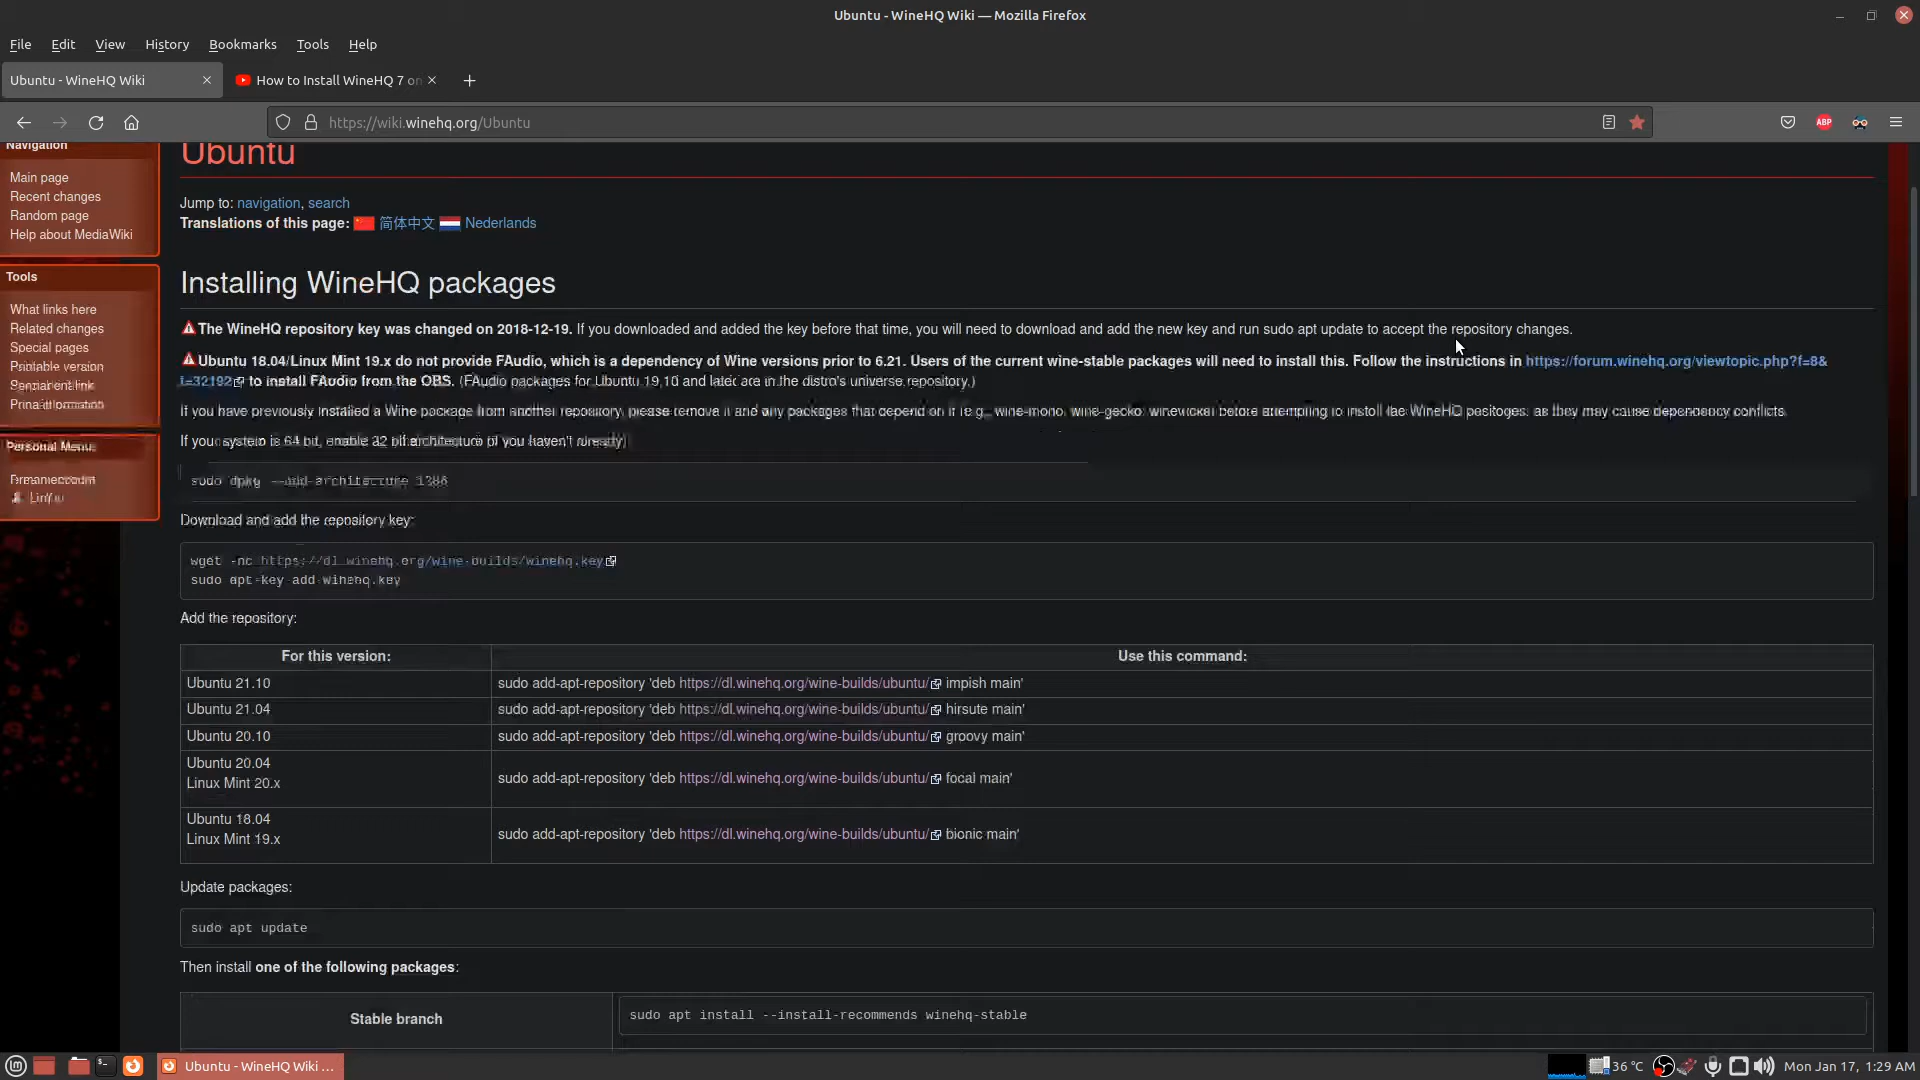 Ubuntu - WineHQ Wiki — Mozilla Firefox
File Edit View History Bookmarks Tools Help
Ubuntu - WineHQ Wiki
How to Install WineHQ 7 on
https://wiki.winehq.org/Ubuntu
ABP
Navigation
Main page
Recent changes
Random page
Help about MediaWiki
Tools
What links here
Related changes
Special pages
Printable version
Personal Menu
Ubuntu
Jump to: navigation, search
Translations of this page: 简体中文 Nederlands
Installing WineHQ packages
The WineHQ repository key was changed on 2018-12-19. If you downloaded and added the key before that time, you will need to download and add the new key and run sudo apt update to accept the repository changes.
Ubuntu 18.04/Linux Mint 19.x do not provide FAudio, which is a dependency of Wine versions prior to 6.21. Users of the current wine-stable packages will need to install this. Follow the instructions in https://forum.winehq.org/viewtopic.php?f=8&
to install FAudio from the OBS. (FAudio packages for Ubuntu 19.10 and later are in the distro's universe repository.)
If you have previously installed a Wine package from another repository, please remove it and any packages that depend on it (e.g., wine-mono, wine-gecko, winetricks) before attempting to install the WineHQ packages, as they may cause dependency conflicts.
If your system is 64 bit, enable 32 bit architecture (if you haven't already)
sudo dpkg --add-architecture i386
Download and add the repository key:
wget -nc https://dl.winehq.org/wine-builds/winehq.key
sudo apt-key add winehq.key
Add the repository:
For this version: Use this command:
Ubuntu 21.10 sudo add-apt-repository 'deb https://dl.winehq.org/wine-builds/ubuntu/ impish main'
Ubuntu 21.04 sudo add-apt-repository 'deb https://dl.winehq.org/wine-builds/ubuntu/ hirsute main'
Ubuntu 20.10 sudo add-apt-repository 'deb https://dl.winehq.org/wine-builds/ubuntu/ groovy main'
Ubuntu 20.04
Linux Mint 20.x
sudo add-apt-repository 'deb https://dl.winehq.org/wine-builds/ubuntu/ focal main'
Ubuntu 18.04
Linux Mint 19.x
sudo add-apt-repository 'deb https://dl.winehq.org/wine-builds/ubuntu/ bionic main'
Update packages:
sudo apt update
Then install one of the following packages:
Stable branch sudo apt install --install-recommends winehq-stable
Ubuntu - WineHQ Wiki ...
36 °C
Mon Jan 17, 1:29 AM